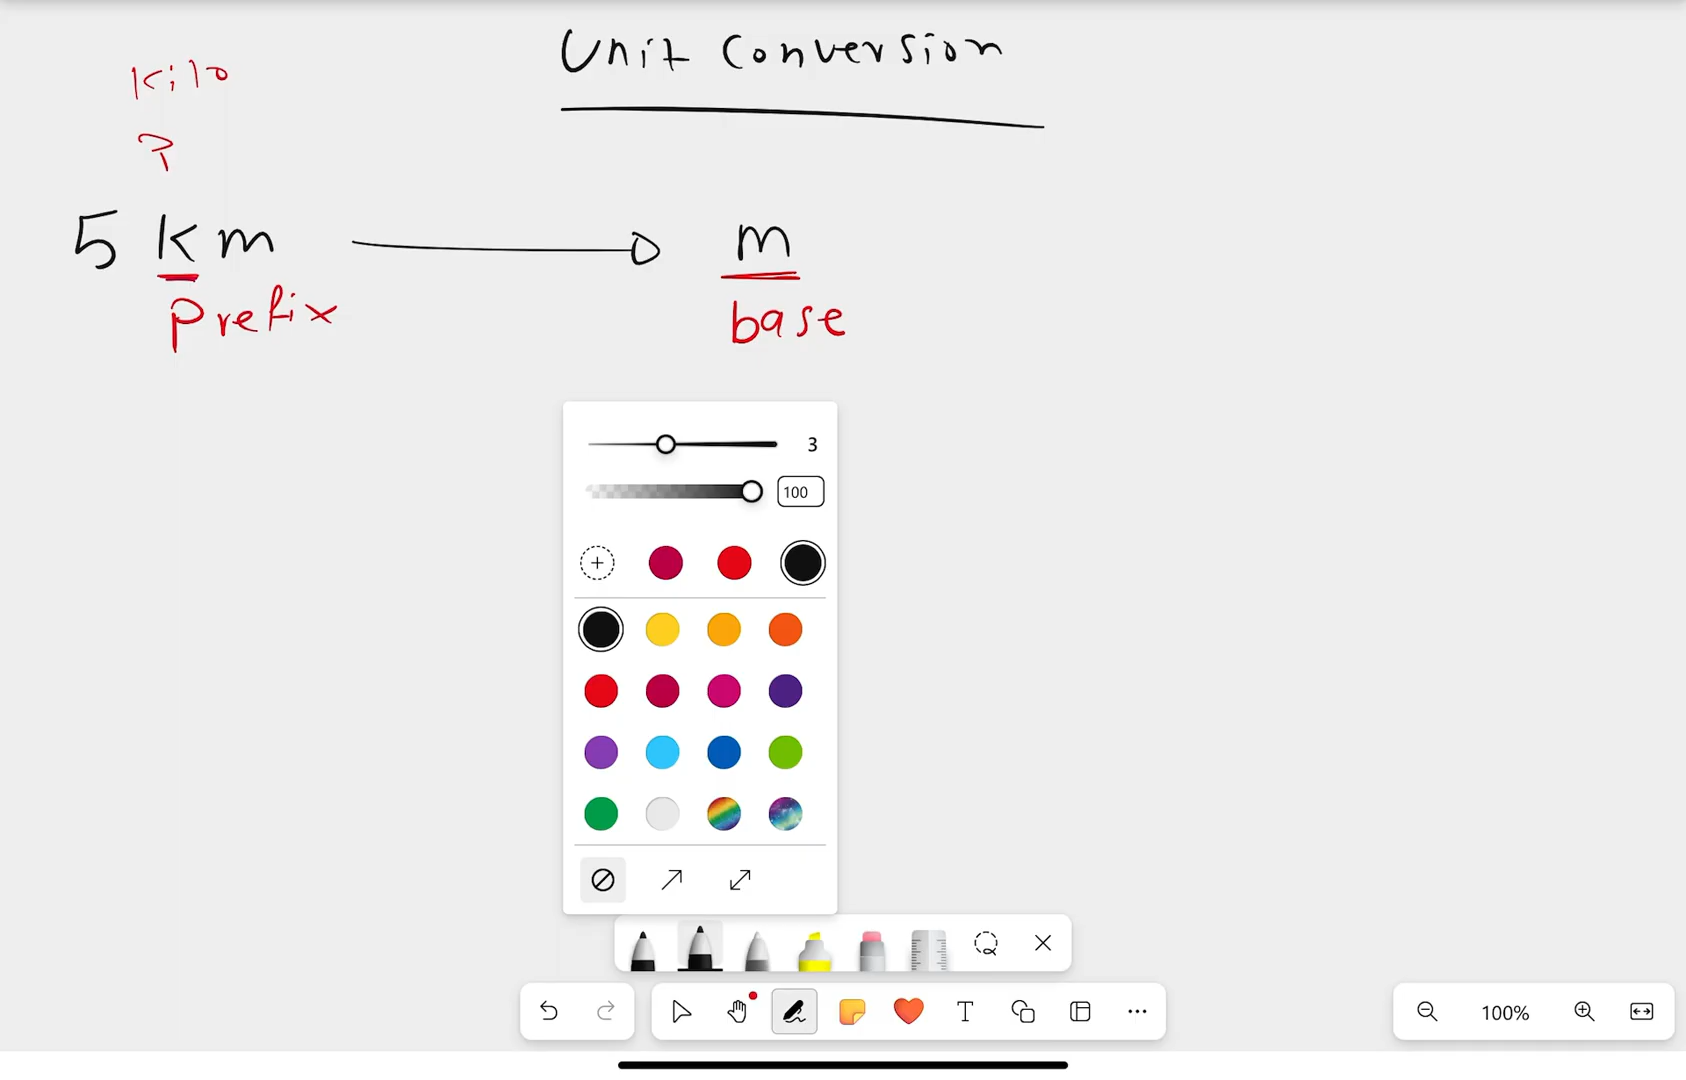 Unit Conversion
kilo
?
5 km → m
prefix
base
3
100
100%